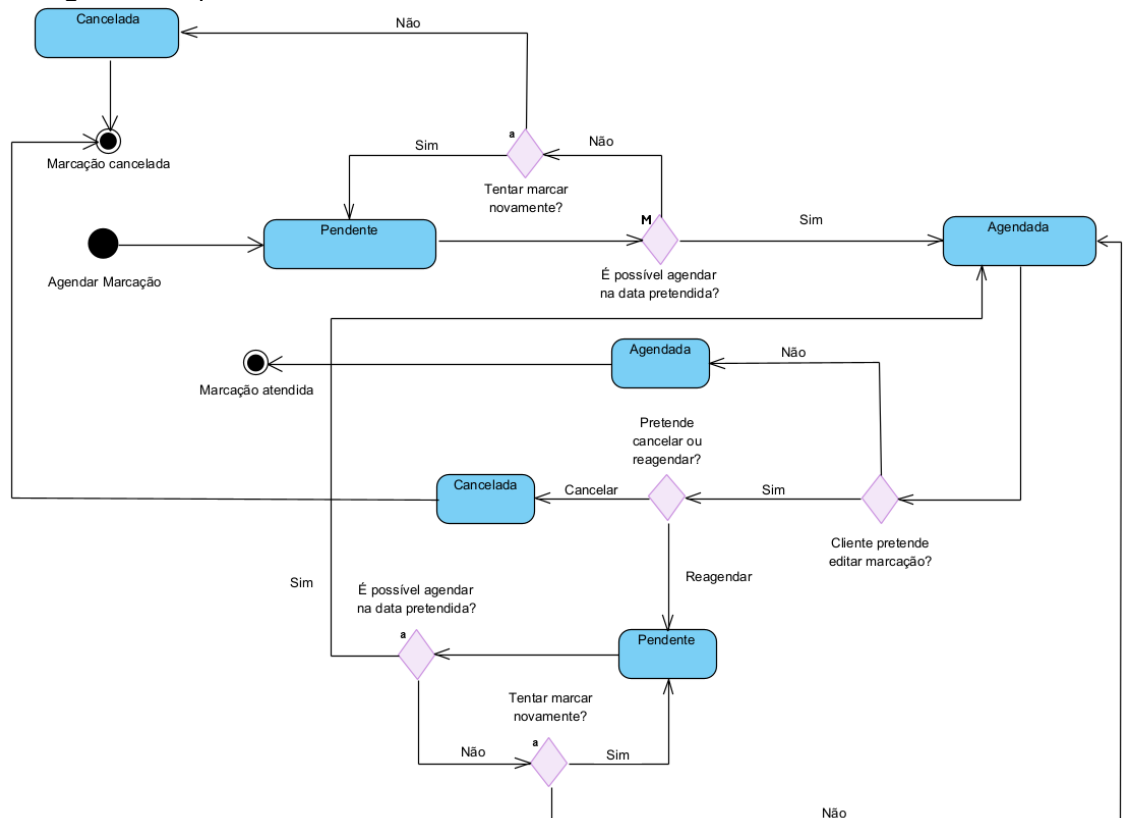 Cancelada
Não
Marcação cancelada
a
Sim
Não
Tentar marcar
novamente?
Pendente
M
Sim
Agendada
Agendar Marcação
É possível agendar
na data pretendida?
Agendada
Não
Marcação atendida
Pretende
cancelar ou
reagendar?
Cancelada
Cancelar
Sim
Cliente pretende
editar marcação?
Sim
Reagendar
É possível agendar
na data pretendida?
a
Pendente
Tentar marcar
novamente?
Não
a
Sim
Não